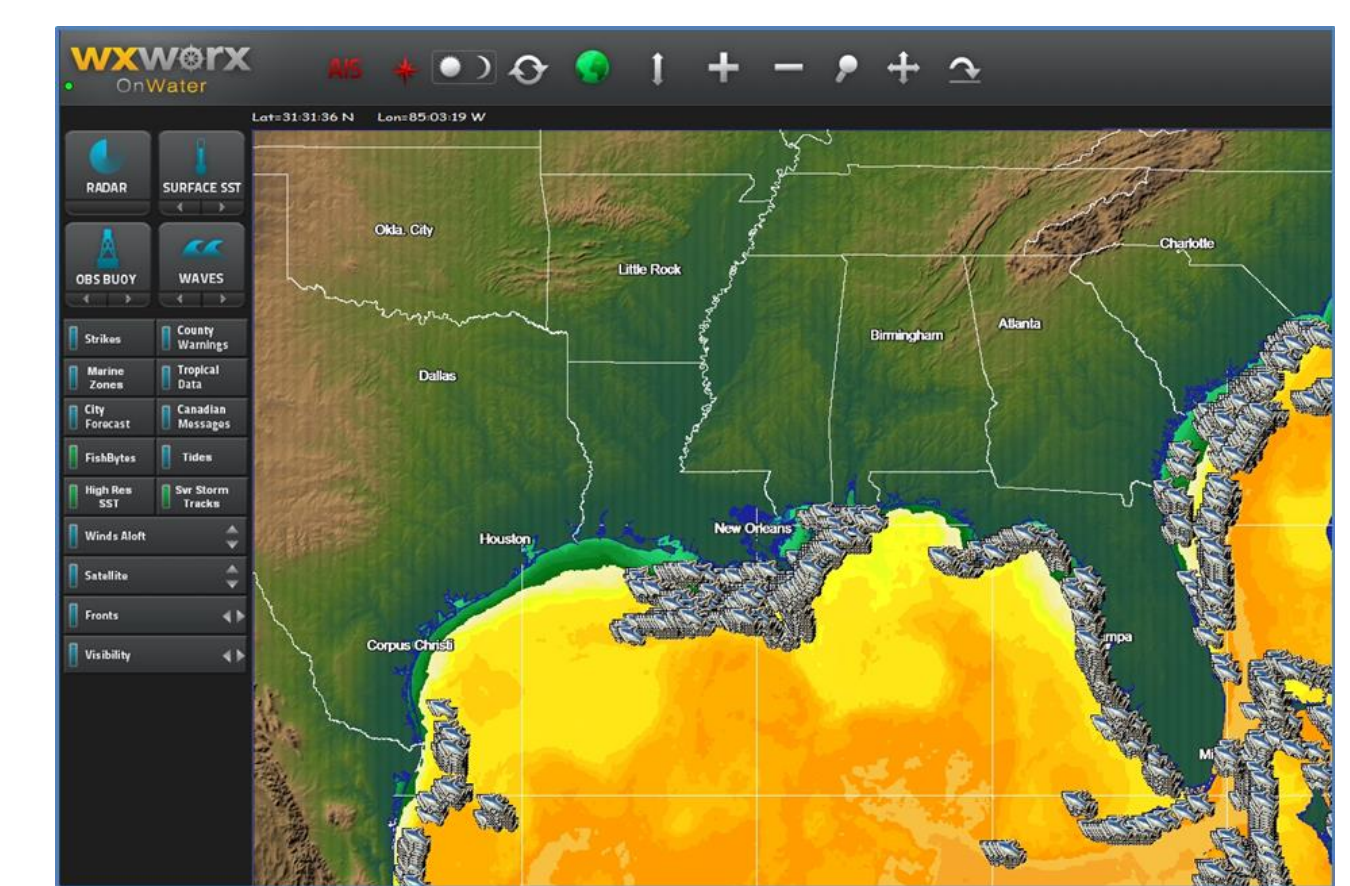 wxworx
OnWater
AIS
Lat=31:31:36 N Lon=85:03:19 W
RADAR
SURFACE SST
OBS BUOY
WAVES
Strikes
County
Warnings
Marine
Zones
Tropical
Data
City
Forecast
Canadian
Messages
FishBytes
Tides
High Res
SST
Svr Storm
Tracks
Winds Aloft
Satellite
Fronts
Visibility
Okla. City
Charlotte
Little Rock
Atlanta
Birmingham
Dallas
New Orleans
Houston
Corpus Christi
mpa
Mi